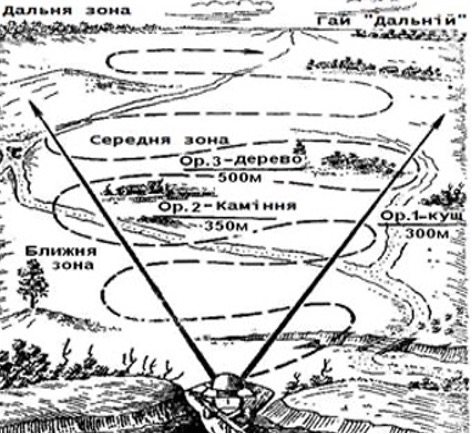 Дальня зона
Гай "Дальній"
Середня зона
Ор.3-дерево
500м
Ор.2-Каміння
350м
Ор.1-кущ
300м
Ближня
зона